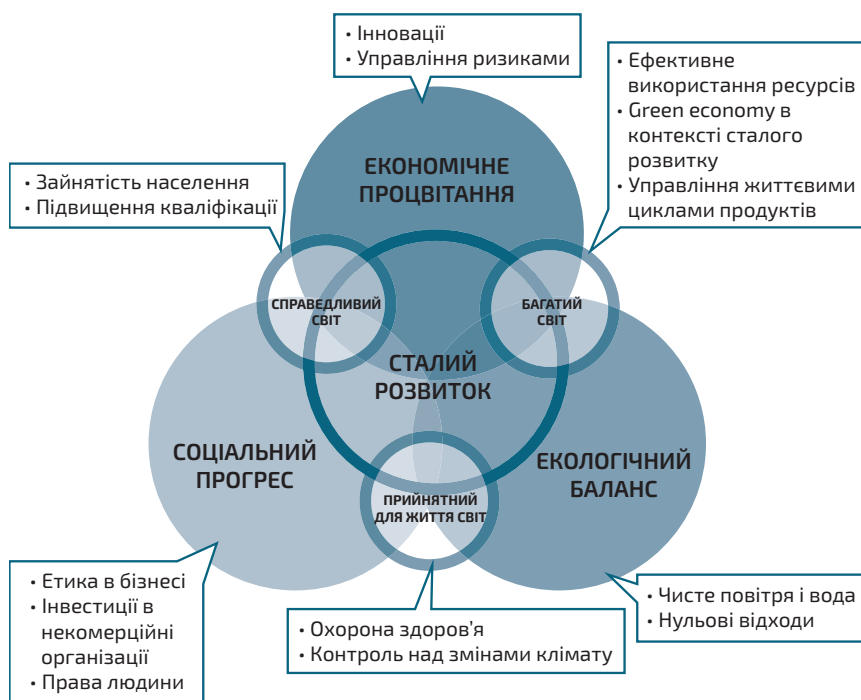 • Інновації
• Управління ризиками
• Ефективне
використання ресурсів
• Green economy в
контексті сталого
розвитку
• Управління життєвими
циклами продуктів
• Зайнятість населення
• Підвищення кваліфікації
ЕКОНОМІЧНЕ
ПРОЦВІТАННЯ
СПРАВЕДЛИВИЙ
СВІТ
БАГАТИЙ
СВІТ
СТАЛИЙ
РОЗВИТОК
СОЦІАЛЬНИЙ
ПРОГРЕС
ЕКОЛОГІЧНИЙ
БАЛАНС
ПРИЙНЯТНИЙ
ДЛЯ ЖИТТЯ СВІТ
• Етика в бізнесі
• Інвестиції в
некомерційні
організації
• Права людини
• Охорона здоров’я
• Контроль над змінами клімату
• Чисте повітря і вода
• Нульові відходи